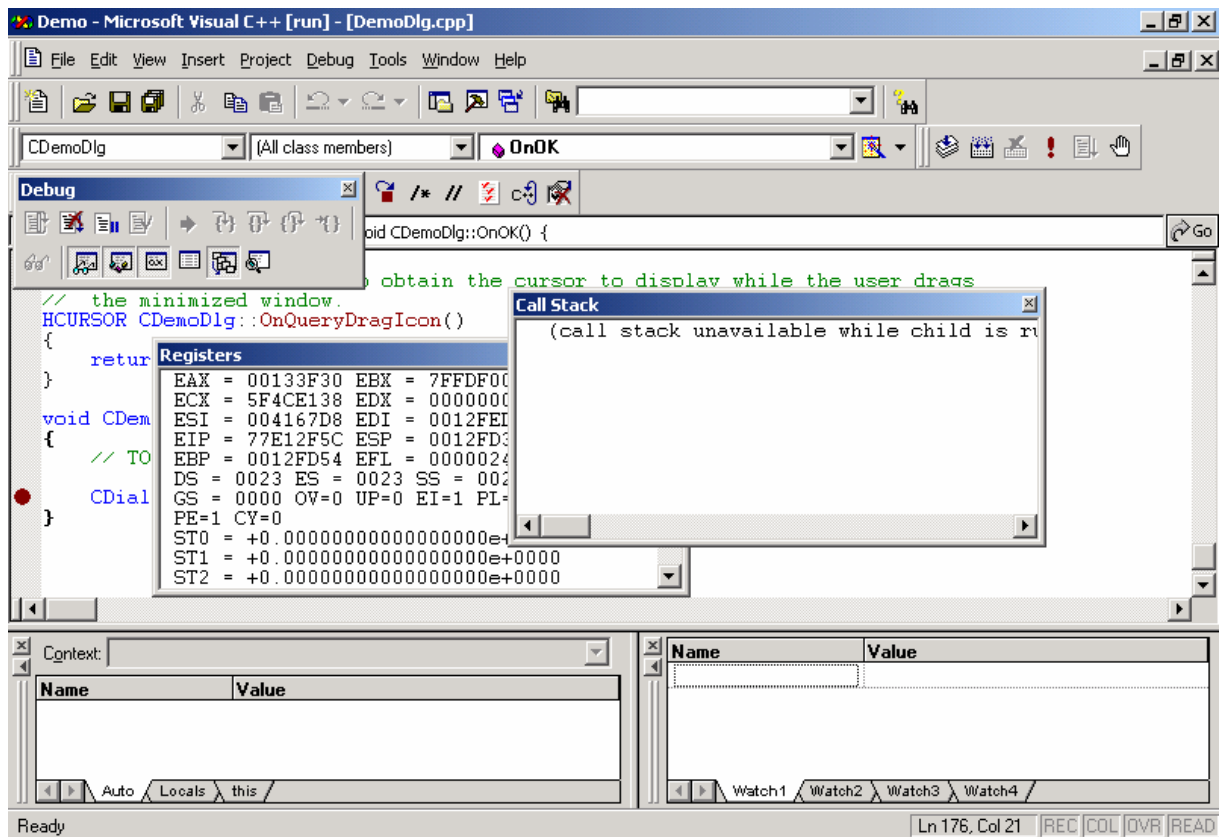 Demo - Microsoft Visual C++ [run] - [DemoDlg.cpp]
File Edit View Insert Project Debug Tools Window Help
CDemoDlg (All class members) OnOK
Debug
/* //
void CDemoDlg::OnOK() { Go
obtain the cursor to display while the user drags
// the minimized window.
HCURSOR CDemoDlg::OnQueryDragIcon()
{
retur
}
void CDem
{
// TO
CDial
}
Registers
EAX = 00133F30 EBX = 7FFDF00
ECX = 5F4CE138 EDX = 0000000
ESI = 004167D8 EDI = 0012FE
EIP = 77E12F5C ESP = 0012FD3
EBP = 0012FD54 EFL = 0000024
DS = 0023 ES = 0023 SS = 002
GS = 0000 OV=0 UP=0 EI=1 PL=
PE=1 CY=0
ST0 = +0.00000000000000000e+
ST1 = +0.00000000000000000e+0000
ST2 = +0.00000000000000000e+0000
Call Stack
(call stack unavailable while child is ru
Context:
Name Value
Auto Locals this
Name Value
Watch1 Watch2 Watch3 Watch4
Ready
Ln 176, Col 21 REC COL OVR READ